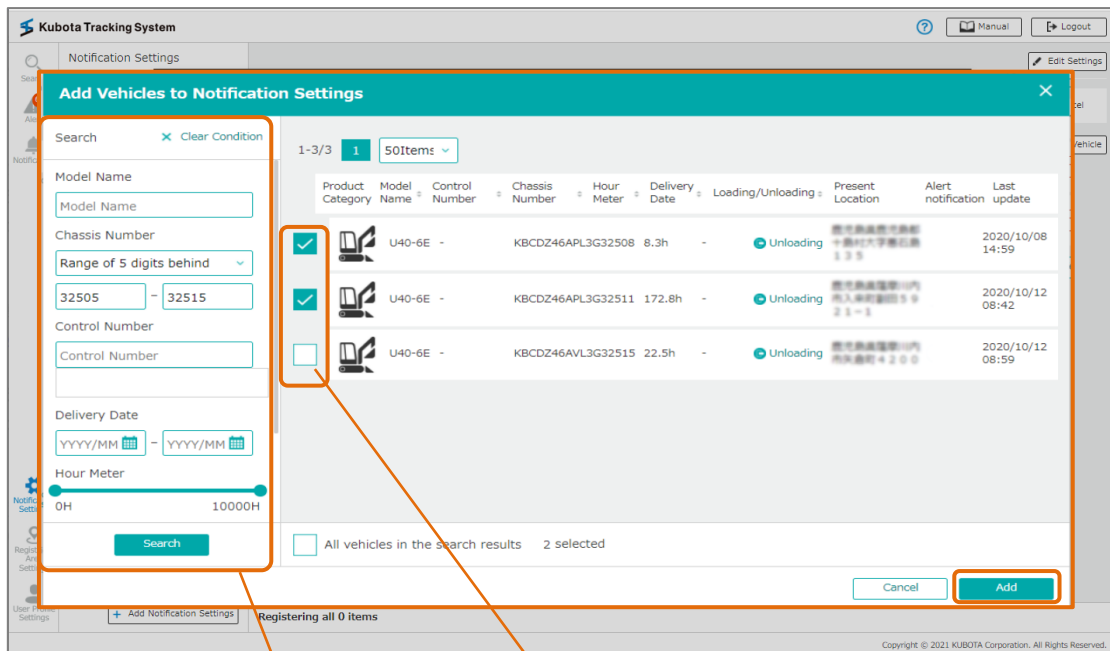 Kubota Tracking System
? Manual Logout
Notification Settings
Edit Settings
Add Vehicles to Notification Settings
Search × Clear Condition
Model Name
Model Name
Chassis Number
Range of 5 digits behind
32505 – 32515
Control Number
Control Number
Delivery Date
YYYY/MM – YYYY/MM
Hour Meter
0H 10000H
Search
1-3/3 1 50Items
Product Category Model Name Control Number Chassis Number Hour Meter Delivery Date Loading/Unloading Present Location Alert notification Last update
U40-6E - KBCDZ46APL3G32508 8.3h - Unloading 2020/10/08 14:59
U40-6E - KBCDZ46APL3G32511 172.8h - Unloading 2020/10/12 08:42
U40-6E - KBCDZ46AVL3G32515 22.5h - Unloading 2020/10/12 08:59
All vehicles in the search results 2 selected
Cancel Add
User Profile Settings
+ Add Notification Settings
Registering all 0 items
Copyright © 2021 KUBOTA Corporation. All Rights Reserved.